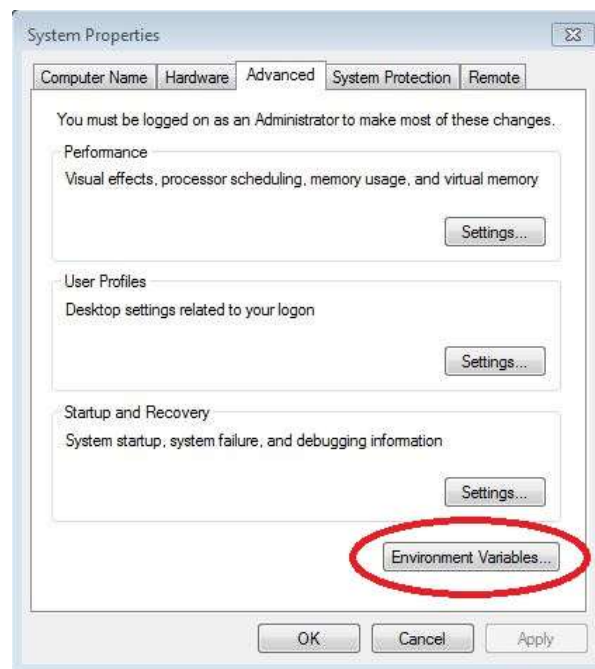 System Properties
Computer Name Hardware Advanced System Protection Remote
You must be logged on as an Administrator to make most of these changes.
Performance
Visual effects, processor scheduling, memory usage, and virtual memory
Settings...
User Profiles
Desktop settings related to your logon
Settings...
Startup and Recovery
System startup, system failure, and debugging information
Settings...
Environment Variables...
OK Cancel Apply